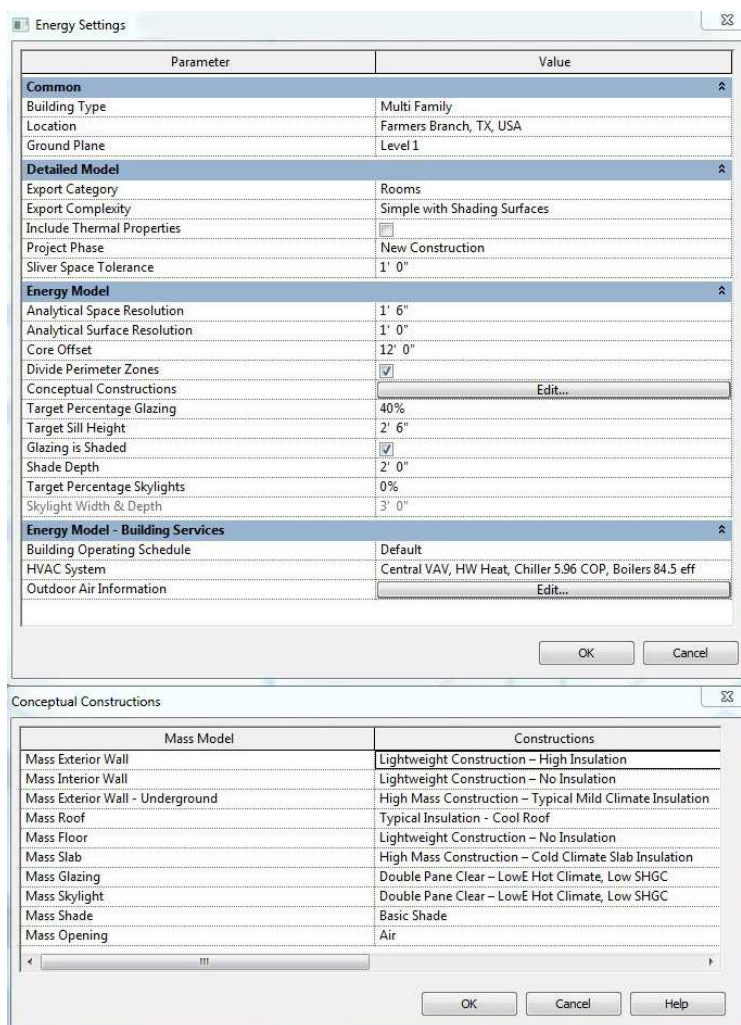 Energy Settings
Parameter Value
Common
Building Type Multi Family
Location Farmers Branch, TX, USA
Ground Plane Level 1
Detailed Model
Export Category Rooms
Export Complexity Simple with Shading Surfaces
Include Thermal Properties
Project Phase New Construction
Sliver Space Tolerance 1' 0"
Energy Model
Analytical Space Resolution 1' 6"
Analytical Surface Resolution 1' 0"
Core Offset 12' 0"
Divide Perimeter Zones
Conceptual Constructions Edit...
Target Percentage Glazing 40%
Target Sill Height 2' 6"
Glazing is Shaded
Shade Depth 2' 0"
Target Percentage Skylights 0%
Skylight Width & Depth 3' 0"
Energy Model - Building Services
Building Operating Schedule Default
HVAC System Central VAV, HW Heat, Chiller 5.96 COP, Boilers 84.5 eff
Outdoor Air Information Edit...
OK Cancel
Conceptual Constructions
Mass Model Constructions
Mass Exterior Wall Lightweight Construction – High Insulation
Mass Interior Wall Lightweight Construction – No Insulation
Mass Exterior Wall - Underground High Mass Construction – Typical Mild Climate Insulation
Mass Roof Typical Insulation - Cool Roof
Mass Floor Lightweight Construction – No Insulation
Mass Slab High Mass Construction – Cold Climate Slab Insulation
Mass Glazing Double Pane Clear – LowE Hot Climate, Low SHGC
Mass Skylight Double Pane Clear – LowE Hot Climate, Low SHGC
Mass Shade Basic Shade
Mass Opening Air
OK Cancel Help